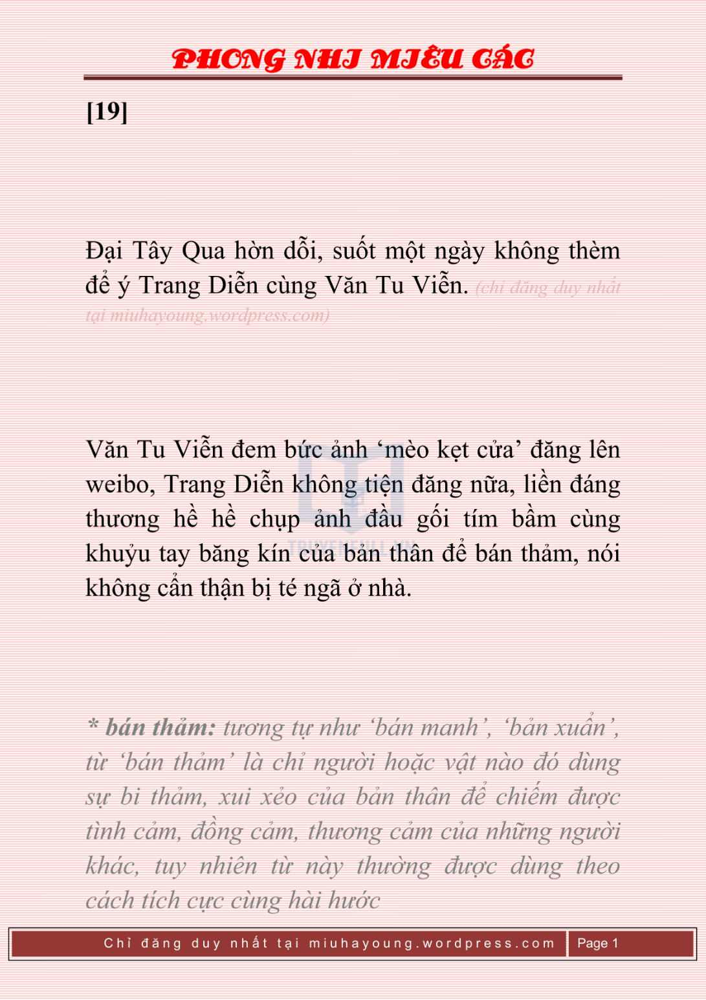 PHONG NHI MIÊU CÁC
[19]
Đại Tây Qua hờn dỗi, suốt một ngày không thèm
để ý Trang Diễn cùng Văn Tu Viễn. (chỉ đăng duy nhất
tại miuhayoung.wordpress.com)
Văn Tu Viễn đem bức ảnh ‘mèo kẹt cửa’ đăng lên
weibo, Trang Diễn không tiện đăng nữa, liền đáng
thương hề hề chụp ảnh đầu gối tím bầm cùng
TRUYENFULL.VN
khuỷu tay băng kín của bản thân để bán thảm, nói
không cẩn thận bị té ngã ở nhà.
* bán thảm: tương tự như ‘bán manh’, ‘bản xuẩn’,
từ ‘bán thảm’ là chỉ người hoặc vật nào đó dùng
sự bi thảm, xui xẻo của bản thân để chiếm được
tình cảm, đồng cảm, thương cảm của những người
khác, tuy nhiên từ này thường được dùng theo
cách tích cực cùng hài hước
Chỉ đăng duy nhất tại miuhayoung.wordpress.com Page 1